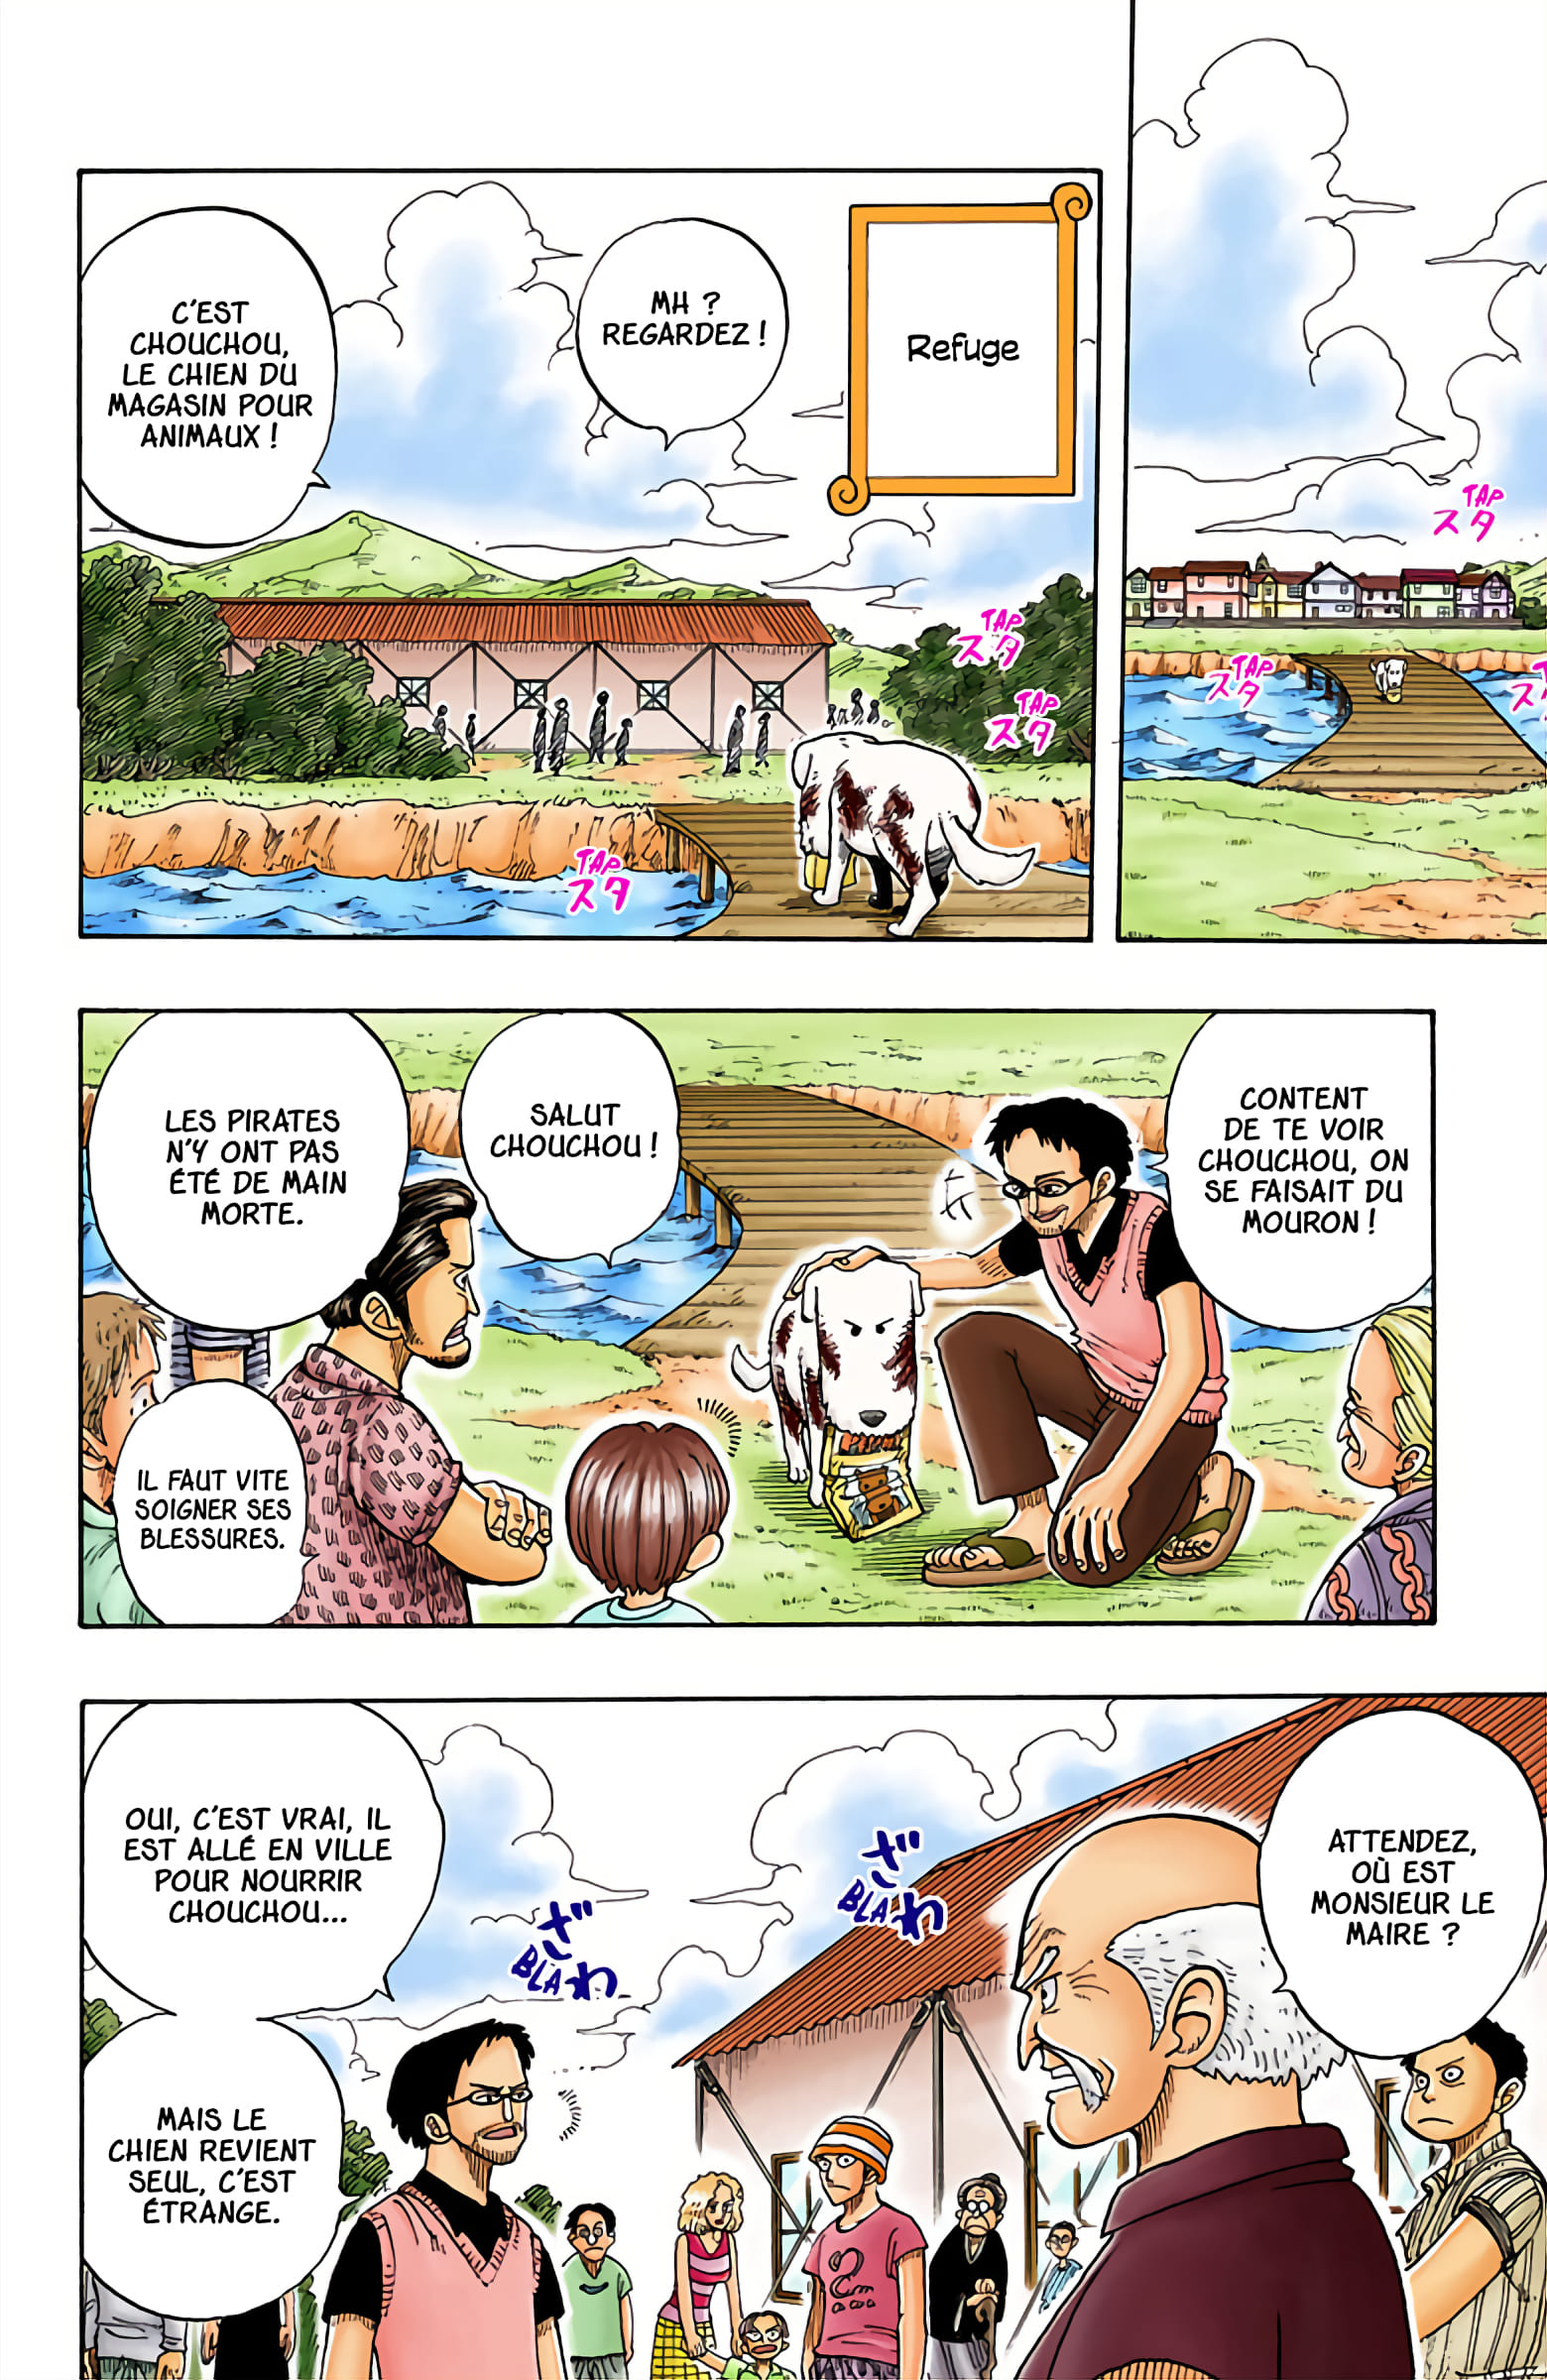 TAP
スタ
TAP
スタ
TAP
スタ
Refuge
MH ?
REGARDEZ !
C'EST
CHOUCHOU,
LE CHIEN DU
MAGASIN POUR
ANIMAUX !
TAP
スタ
TAP
スタ
TAP
スタ
CONTENT
DE TE VOIR
CHOUCHOU, ON
SE FAISAIT DU
MOURON !
SALUT
CHOUCHOU !
LES PIRATES
N'Y ONT PAS
ÉTÉ DE MAIN
MORTE.
IL FAUT VITE
SOIGNER SES
BLESSURES.
ATTENDEZ,
OÙ EST
MONSIEUR LE
MAIRE ?
ざわ
BLA
ざわ
BLA
OUI, C'EST VRAI, IL
EST ALLÉ EN VILLE
POUR NOURRIR
CHOUCHOU...
MAIS LE
CHIEN REVIENT
SEUL, C'EST
ÉTRANGE.